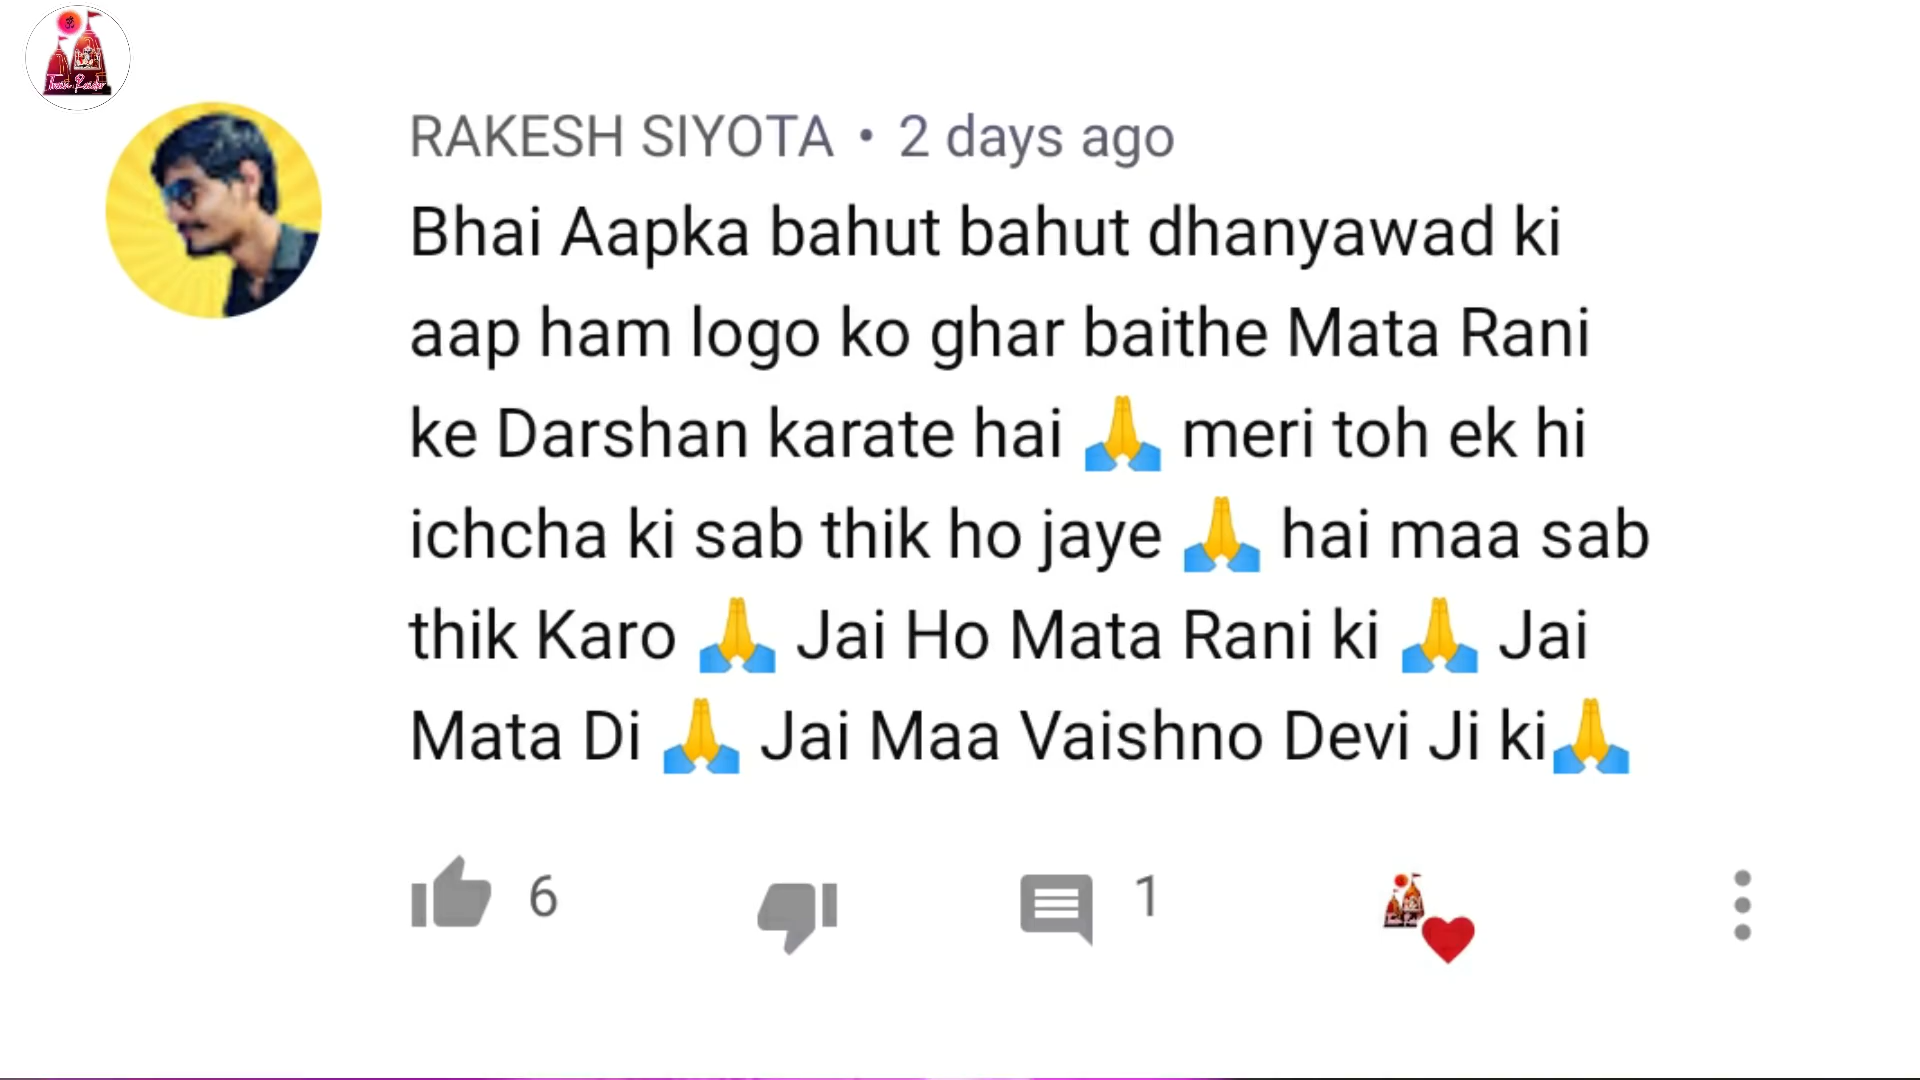 RAKESH SIYOTA • 2 days ago
Bhai Aapka bahut bahut dhanyawad ki
aap ham logo ko ghar baithe Mata Rani
ke Darshan karate hai 🙏 meri toh ek hi
ichcha ki sab thik ho jaye 🙏 hai maa sab
thik Karo 🙏 Jai Ho Mata Rani ki 🙏 Jai
Mata Di 🙏 Jai Maa Vaishno Devi Ji ki🙏
6 1